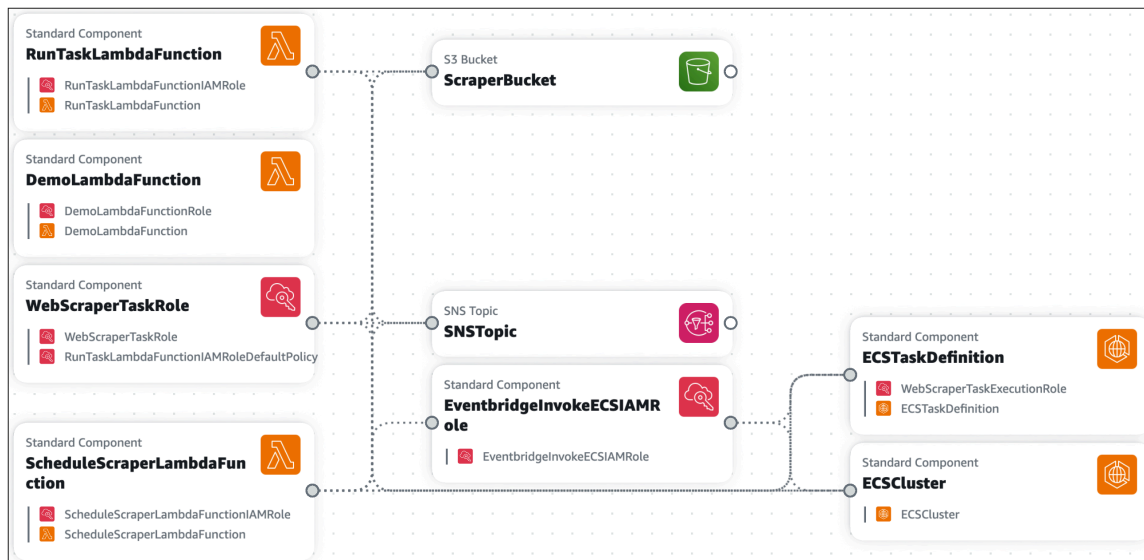 Standard Component
RunTaskLambdaFunction
RunTaskLambdaFunctionIAMRole
RunTaskLambdaFunction
Standard Component
DemoLambdaFunction
DemoLambdaFunctionRole
DemoLambdaFunction
Standard Component
WebScraperTaskRole
WebScraperTaskRole
RunTaskLambdaFunctionIAMRoleDefaultPolicy
Standard Component
ScheduleScraperLambdaFun
ction
ScheduleScraperLambdaFunctionIAMRole
ScheduleScraperLambdaFunction
S3 Bucket
ScraperBucket
SNS Topic
SNSTopic
Standard Component
EventbridgeInvokeECSIAMR
ole
EventbridgeInvokeECSIAMRole
Standard Component
ECSTaskDefinition
WebScraperTaskExecutionRole
ECSTaskDefinition
Standard Component
ECSCluster
ECSCluster